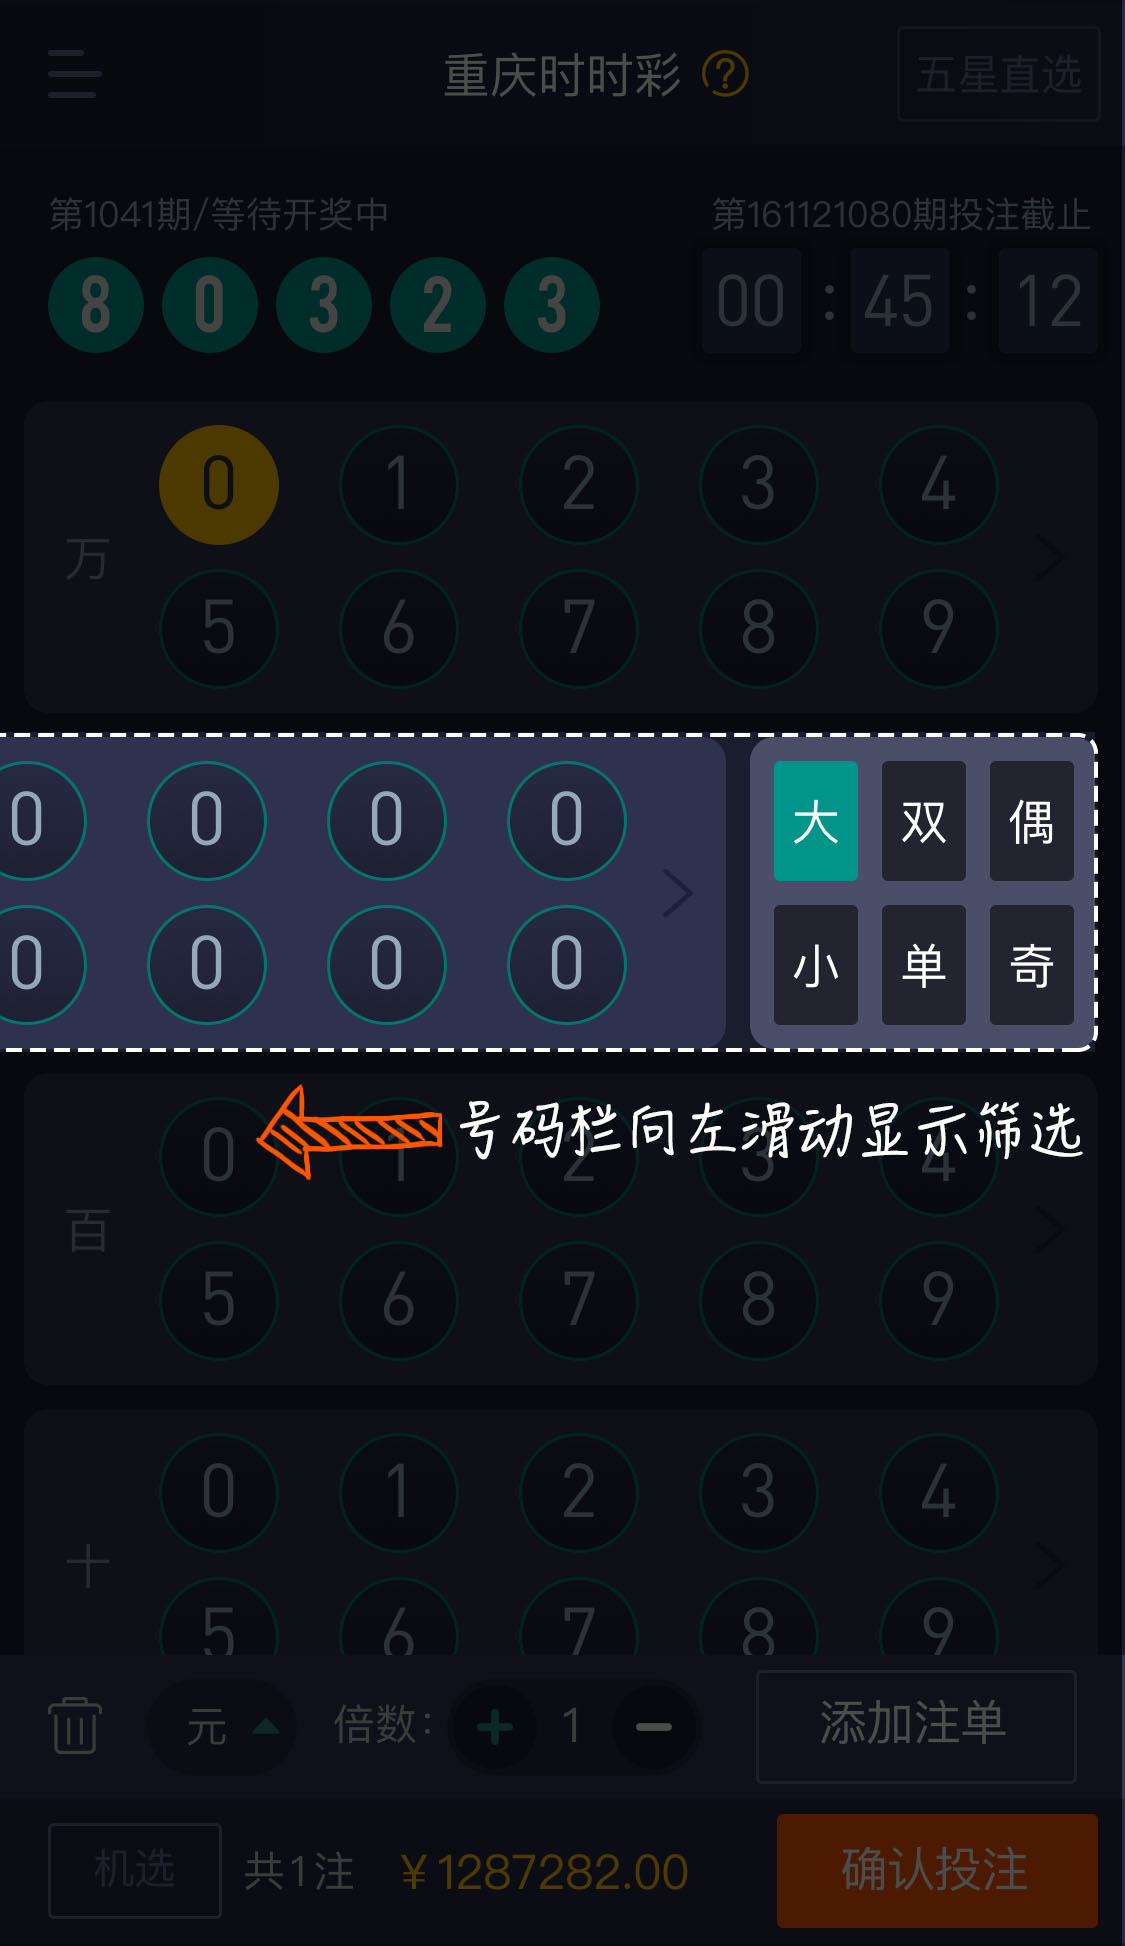 重庆时时彩 ?
五星直选
第1041期/等待开奖中
第161121080期投注截止
8 0 3 2 3
00 : 45 : 12
0 1 2 3 4
万
5 6 7 8 9
0 0 0 0
大 双 偶
0 0 0 0
小 单 奇
号码栏向左滑动显示筛选
0 1 2 3 4
百
5 6 7 8 9
0 1 2 3 4
十
5 6 7 8 9
元 倍数: + 1 −
添加注单
机选 共1注 ¥1287282.00
确认投注